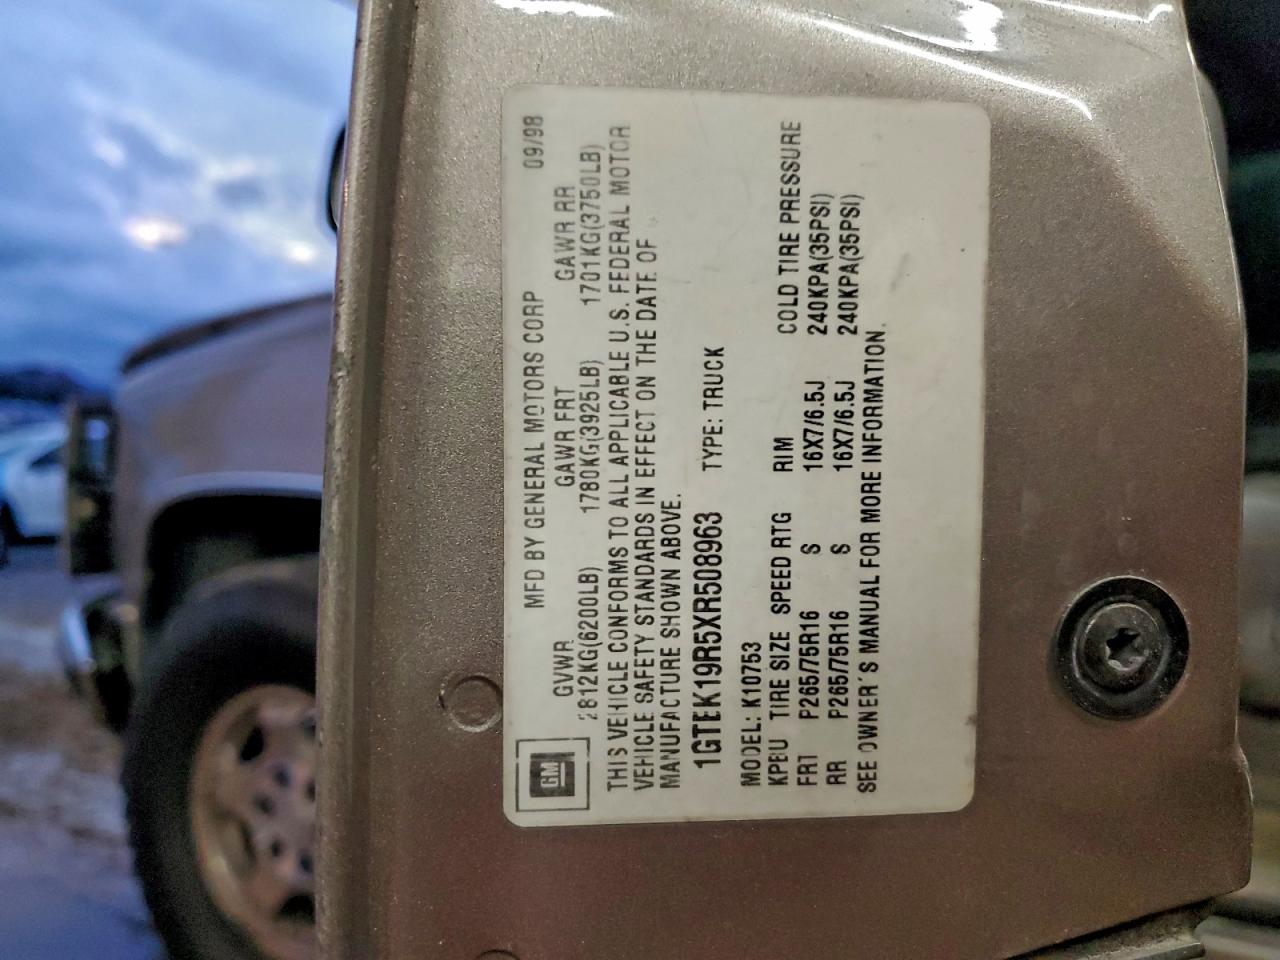 GM
MFD BY GENERAL MOTORS CORP 09/98
GVWR GAWR FRT GAWR RR
2812KG(6200LB) 1780KG(3925LB) 1701KG(3750LB)
THIS VEHICLE CONFORMS TO ALL APPLICABLE U.S. FEDERAL MOTOR
VEHICLE SAFETY STANDARDS IN EFFECT ON THE DATE OF
MANUFACTURE SHOWN ABOVE.
1GTEK19R5XR508963 TYPE: TRUCK
MODEL: K10753
KPEU TIRE SIZE SPEED RTG RIM COLD TIRE PRESSURE
FRT P265/75R16 S 16X7/6.5J 240KPA(35PSI)
RR P265/75R16 S 16X7/6.5J 240KPA(35PSI)
SEE OWNER'S MANUAL FOR MORE INFORMATION.